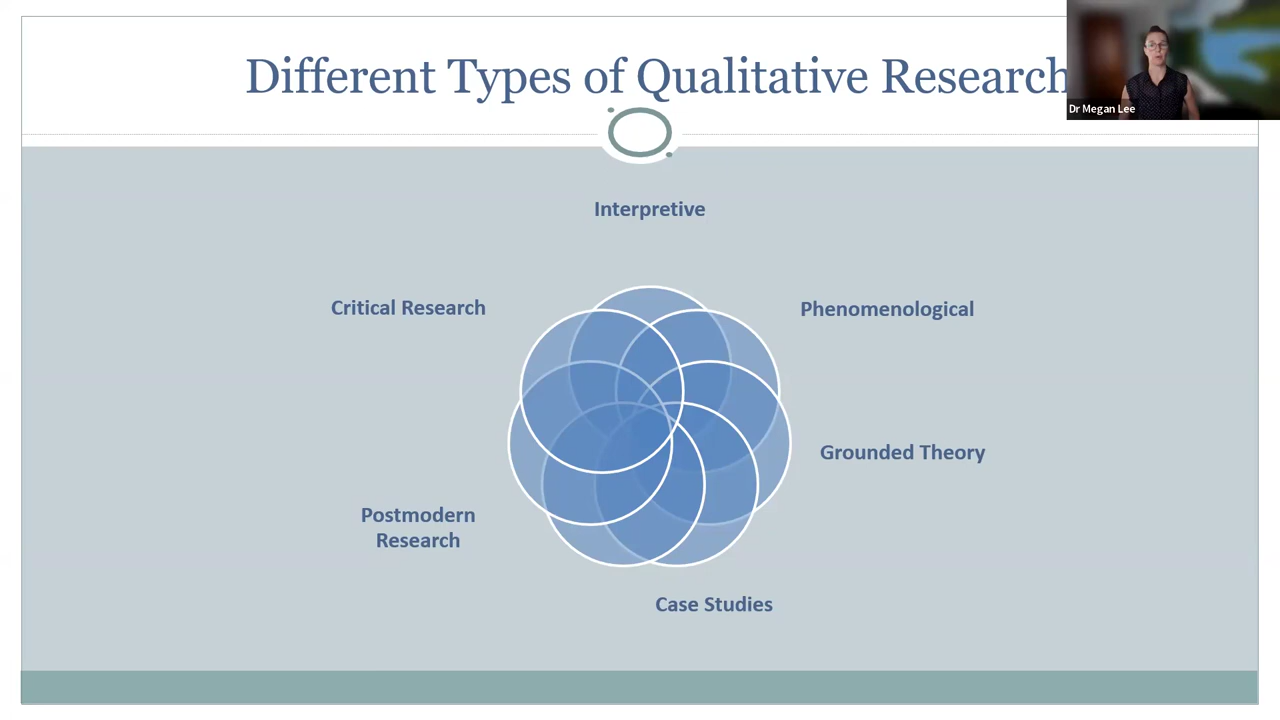 Different Types of Qualitative Research
Dr Megan Lee
Interpretive
Critical Research
Phenomenological
Grounded Theory
Postmodern
Research
Case Studies